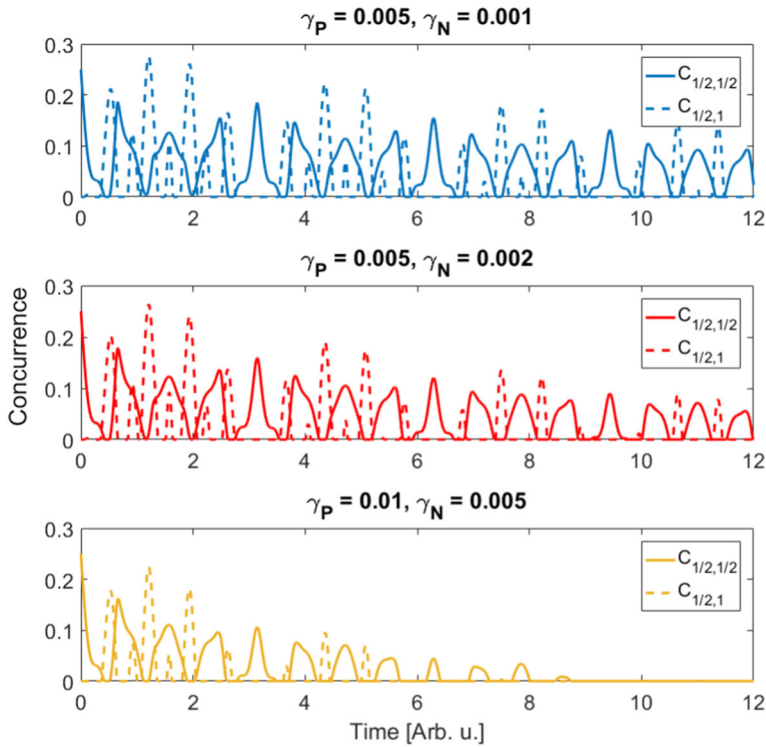 γP = 0.005, γN = 0.001
0.3
0.2
0.1
0
C1/2,1/2
C1/2,1
0 2 4 6 8 10 12
γP = 0.005, γN = 0.002
Concurrence
0.3
0.2
0.1
0
C1/2,1/2
C1/2,1
0 2 4 6 8 10 12
γP = 0.01, γN = 0.005
0.3
0.2
0.1
0
C1/2,1/2
C1/2,1
0 2 4 6 8 10 12
Time [Arb. u.]